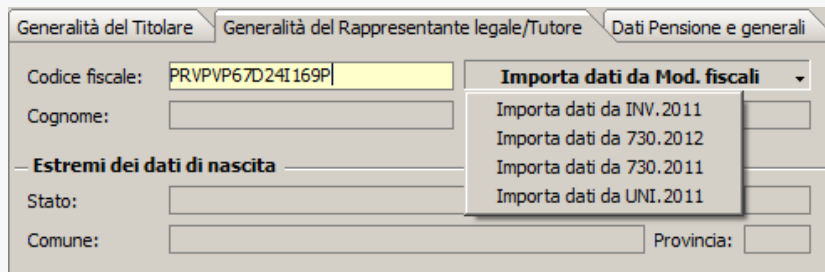 Generalità del Titolare Generalità del Rappresentante legale/Tutore Dati Pensione e generali
Codice fiscale: PRVPVP67D24I169P Importa dati da Mod. fiscali
Importa dati da INV.2011
Cognome:
Importa dati da 730.2012
Estremi dei dati di nascita Importa dati da 730.2011
Stato: Importa dati da UNI.2011
Comune: Provincia: